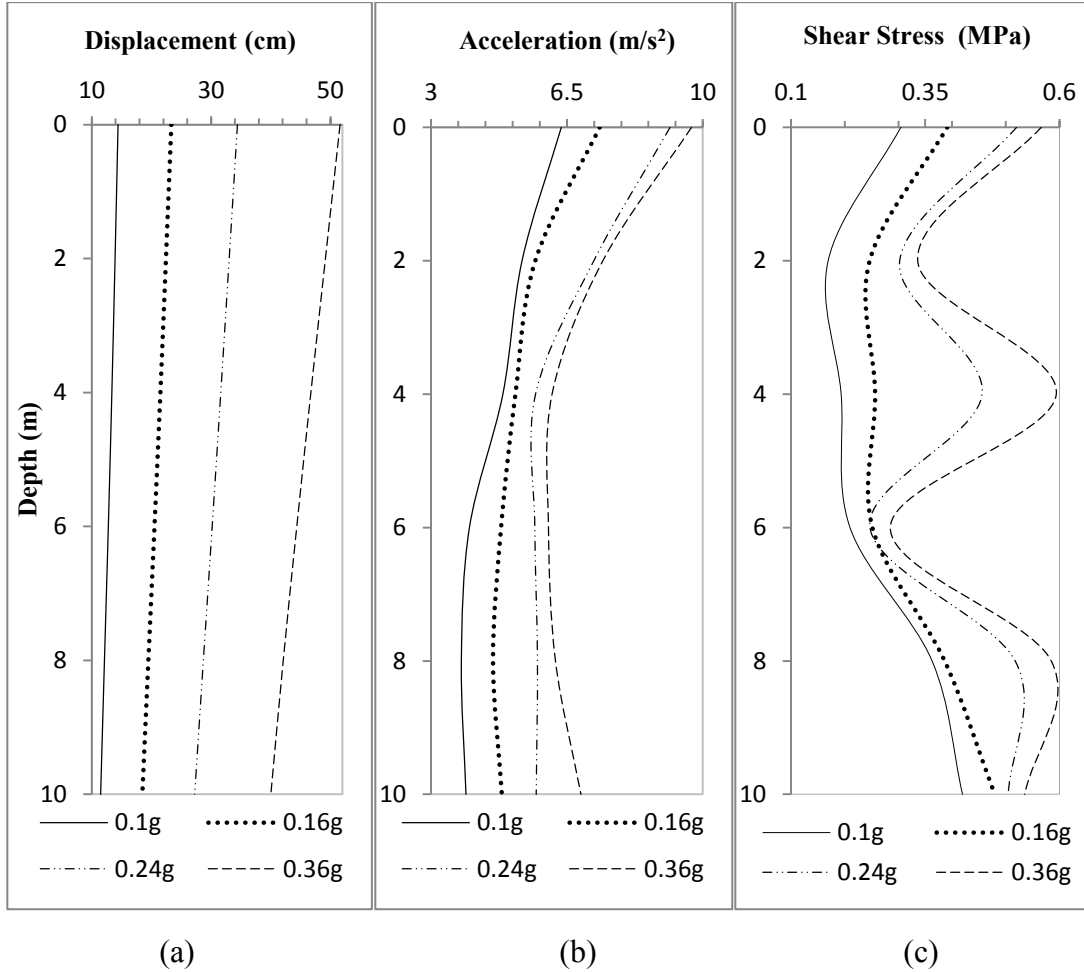 Displacement (cm)
10 30 50
0
2
4
6
8
10
Depth (m)
0.1g 0.16g
0.24g 0.36g
(a)
Acceleration (m/s²)
3 6.5 10
0
2
4
6
8
10
0.1g 0.16g
0.24g 0.36g
(b)
Shear Stress (MPa)
0.1 0.35 0.6
0
2
4
6
8
10
0.1g 0.16g
0.24g 0.36g
(c)